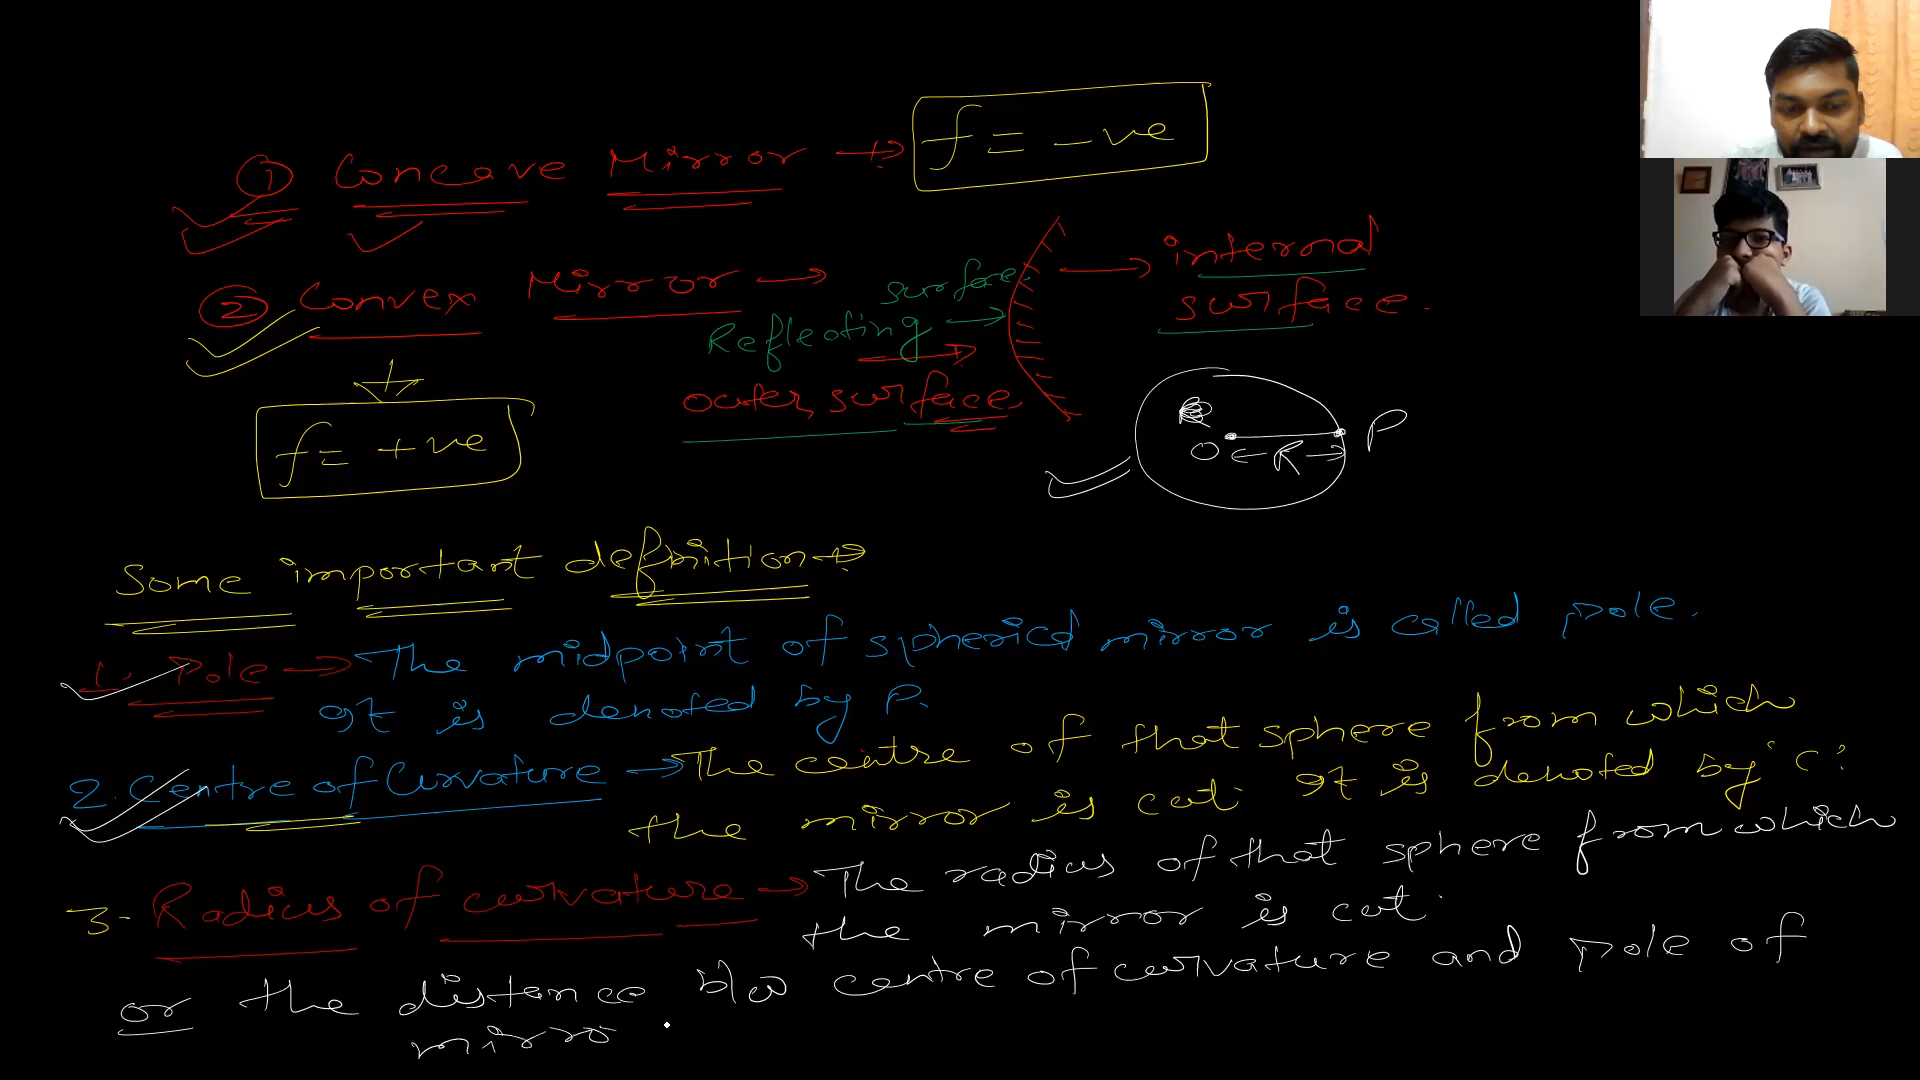 ① Concave Mirror →
f = -ve
② Convex Mirror →
surface
Reflecting →
outer surface
→ internal
surface.
f = +ve
O ← R → P
Some important definition →
1. Pole → The midpoint of spherical mirror is called pole.
It is denoted by P.
2. Centre of Curvature → The centre of that sphere from which
the mirror is cut. It is denoted by 'C'.
3- Radius of curvature → The radius of that sphere from which
the mirror is cut.
or the distance b/w centre of curvature and pole of
mirro